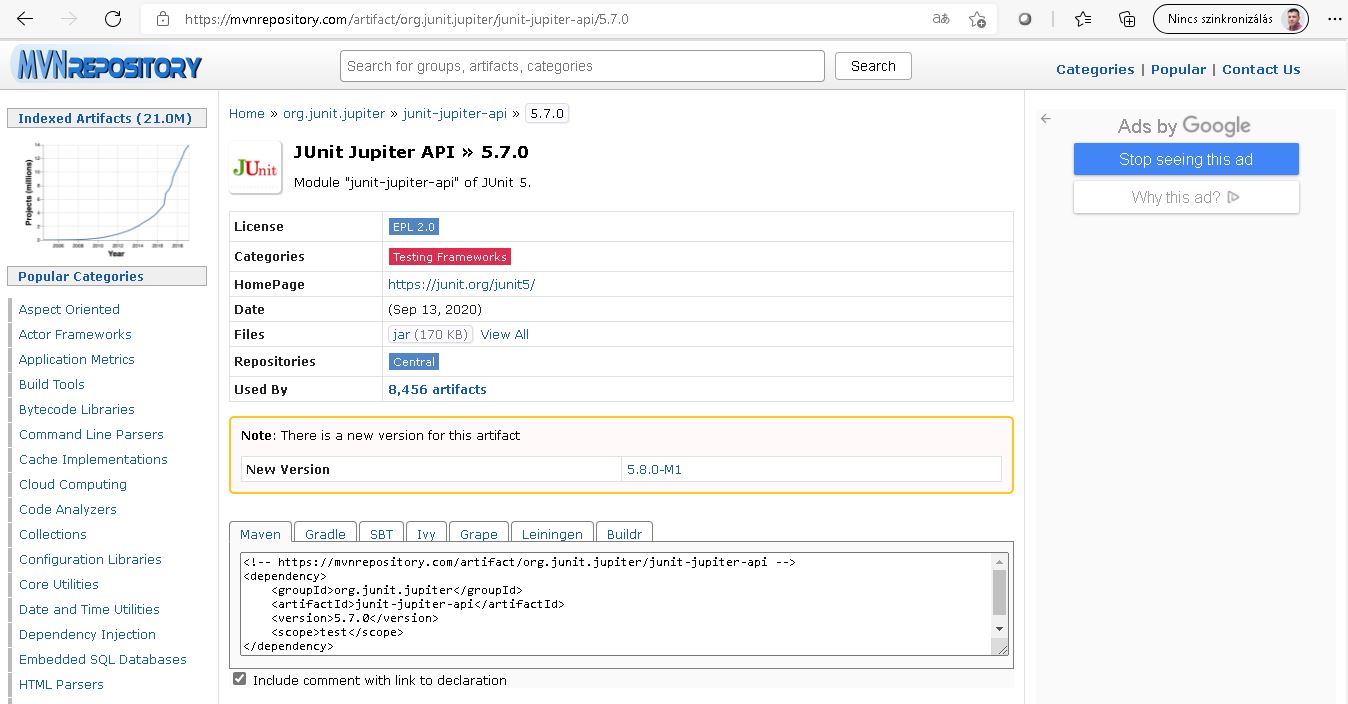 https://mvnrepository.com/artifact/org.junit.jupiter/junit-jupiter-api/5.7.0
Nincs szinkronizálás
MVNREPOSITORY
Search for groups, artifacts, categories
Search
Categories | Popular | Contact Us
Indexed Artifacts (21.0M)
Projects (millions)
Year
Popular Categories
Aspect Oriented
Actor Frameworks
Application Metrics
Build Tools
Bytecode Libraries
Command Line Parsers
Cache Implementations
Cloud Computing
Code Analyzers
Collections
Configuration Libraries
Core Utilities
Date and Time Utilities
Dependency Injection
Embedded SQL Databases
HTML Parsers
Home » org.junit.jupiter » junit-jupiter-api » 5.7.0
JUnit
JUnit Jupiter API » 5.7.0
Module "junit-jupiter-api" of JUnit 5.
License EPL 2.0
Categories Testing Frameworks
HomePage https://junit.org/junit5/
Date (Sep 13, 2020)
Files jar (170 KB) View All
Repositories Central
Used By 8,456 artifacts
Note: There is a new version for this artifact
New Version 5.8.0-M1
Maven Gradle SBT Ivy Grape Leiningen Buildr
<!-- https://mvnrepository.com/artifact/org.junit.jupiter/junit-jupiter-api -->
<dependency>
    <groupId>org.junit.jupiter</groupId>
    <artifactId>junit-jupiter-api</artifactId>
    <version>5.7.0</version>
    <scope>test</scope>
</dependency>
Include comment with link to declaration
Ads by Google
Stop seeing this ad
Why this ad?